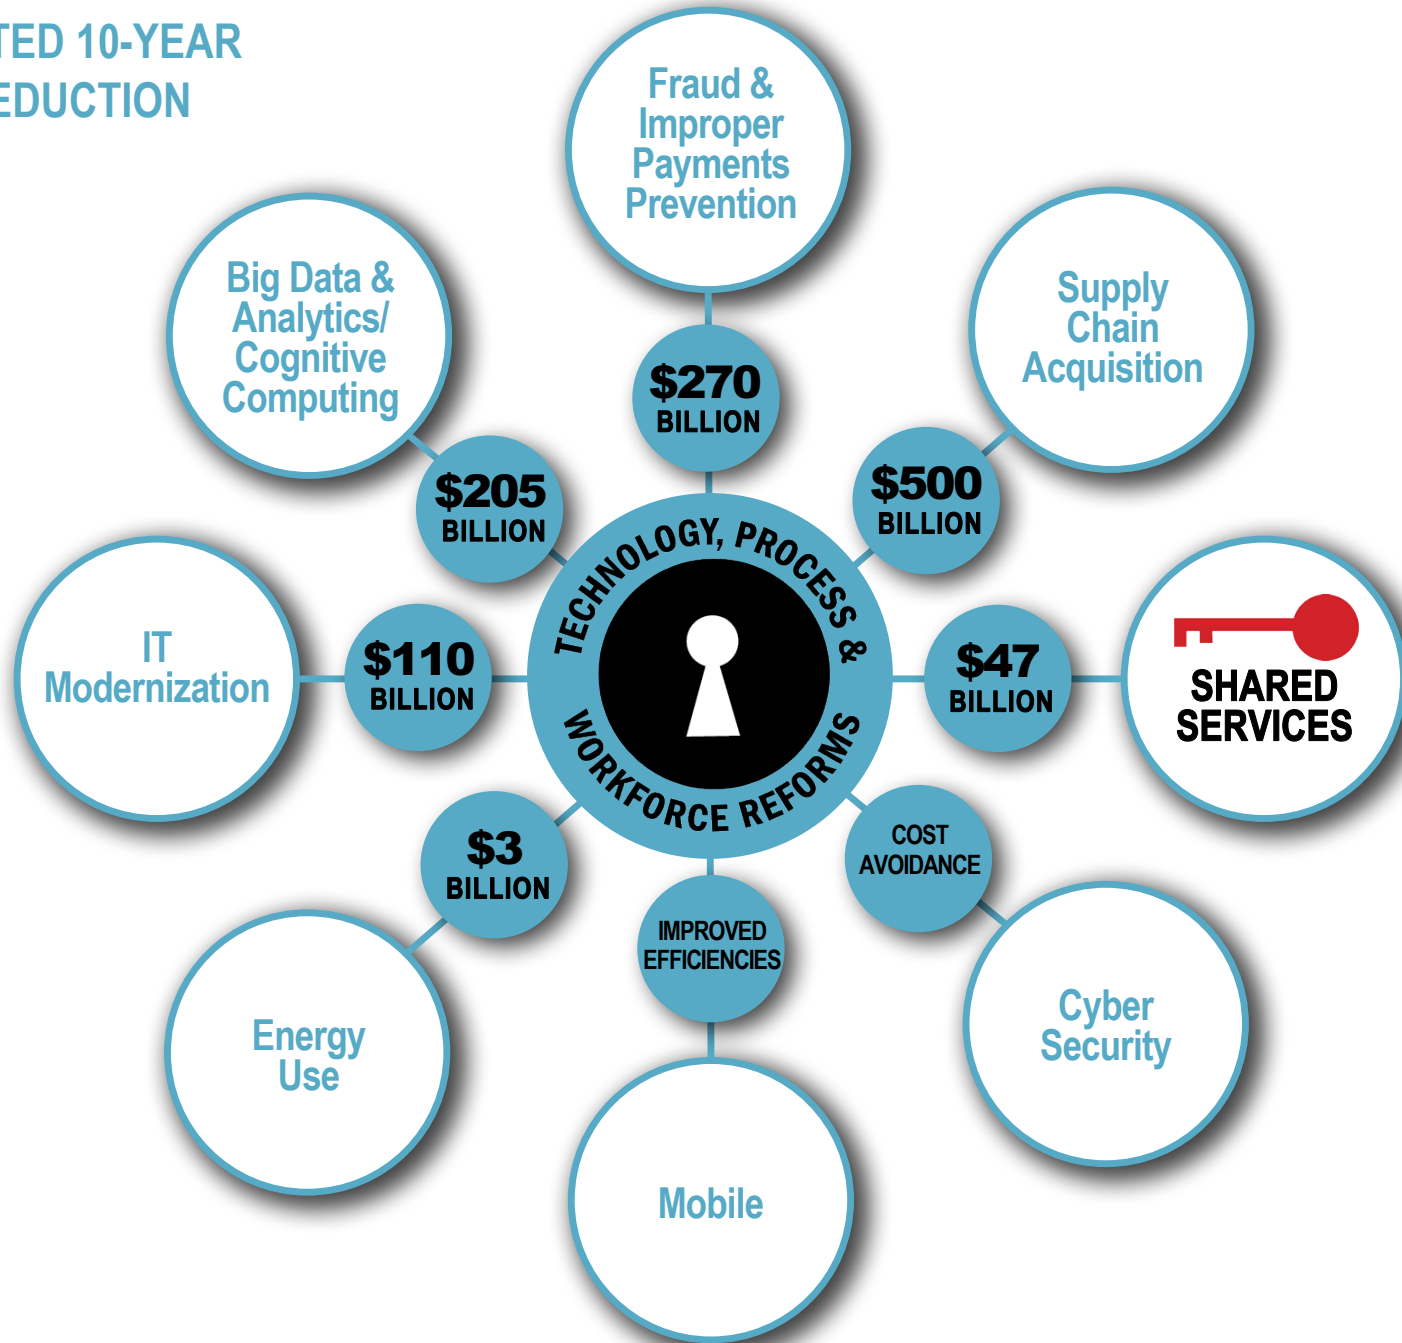 TED 10-YEAR
EDUCTION
Fraud &
Improper
Payments
Prevention
$270
BILLION
Supply
Chain
Acquisition
$500
BILLION
SHARED
SERVICES
$47
BILLION
Cyber
Security
COST
AVOIDANCE
Mobile
IMPROVED
EFFICIENCIES
Energy
Use
$3
BILLION
IT
Modernization
$110
BILLION
Big Data &
Analytics/
Cognitive
Computing
$205
BILLION
TECHNOLOGY, PROCESS &
WORKFORCE REFORMS